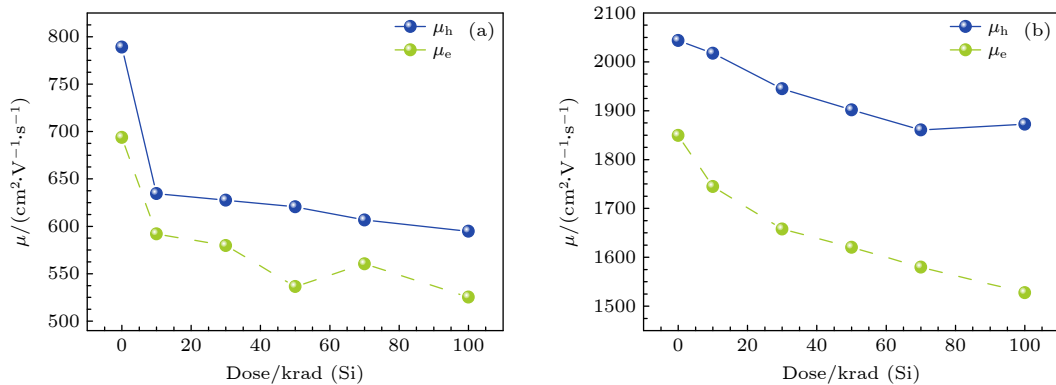 (a)
μh
μe
800
750
700
650
600
550
500
μ/(cm²·V⁻¹·s⁻¹)
0 20 40 60 80 100
Dose/krad (Si)
(b)
μh
μe
2100
2000
1900
1800
1700
1600
1500
μ/(cm²·V⁻¹·s⁻¹)
0 20 40 60 80 100
Dose/krad (Si)